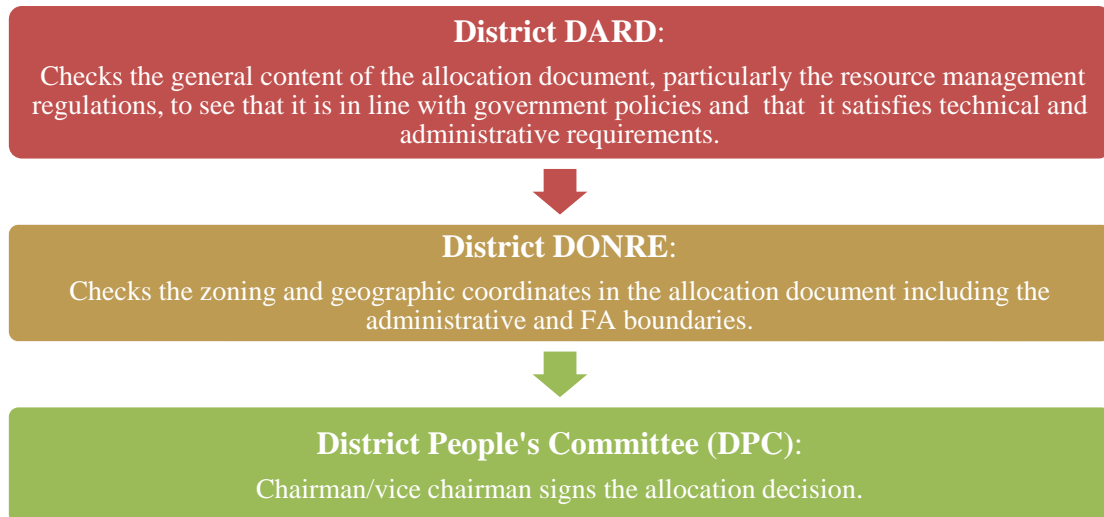 District DARD:
Checks the general content of the allocation document, particularly the resource management
regulations, to see that it is in line with government policies and that it satisfies technical and
administrative requirements.
District DONRE:
Checks the zoning and geographic coordinates in the allocation document including the
administrative and FA boundaries.
District People's Committee (DPC):
Chairman/vice chairman signs the allocation decision.